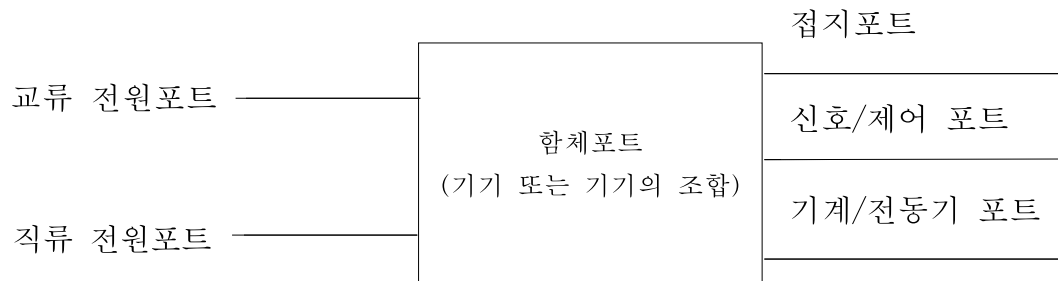 접지포트
교류 전원포트
신호/제어 포트
함체포트
(기기 또는 기기의 조합)
기계/전동기 포트
직류 전원포트